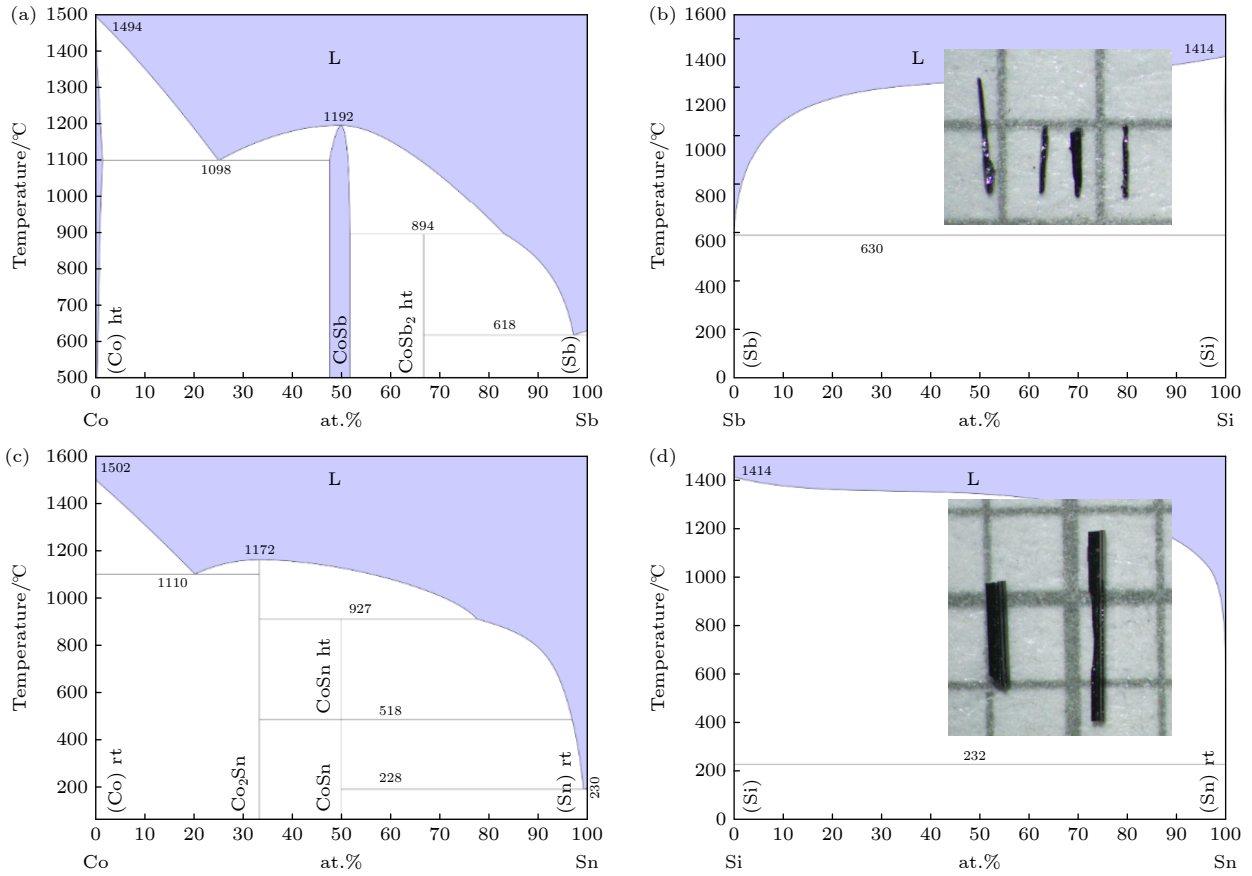 (a)
1600
1500
1400
1300
1200
1100
1000
900
800
700
600
500
Temperature/℃
1494
L
1192
1098
894
618
(Co) ht
CoSb
CoSb₂ ht
(Sb)
0 10 20 30 40 50 60 70 80 90 100
Co at.% Sb
(b)
1600
1400
1200
1000
800
600
400
200
0
Temperature/℃
L
1414
630
(Sb)
(Si)
0 10 20 30 40 50 60 70 80 90 100
Sb at.% Si
(c)
1600
1400
1200
1000
800
600
400
200
Temperature/℃
1502
L
1172
1110
927
518
228
230
(Co) rt
Co₂Sn
CoSn ht
CoSn
(Sn) rt
0 10 20 30 40 50 60 70 80 90 100
Co at.% Sn
(d)
1400
1200
1000
800
600
400
200
0
Temperature/℃
1414
L
232
(Si)
(Sn) rt
0 10 20 30 40 50 60 70 80 90 100
Si at.% Sn